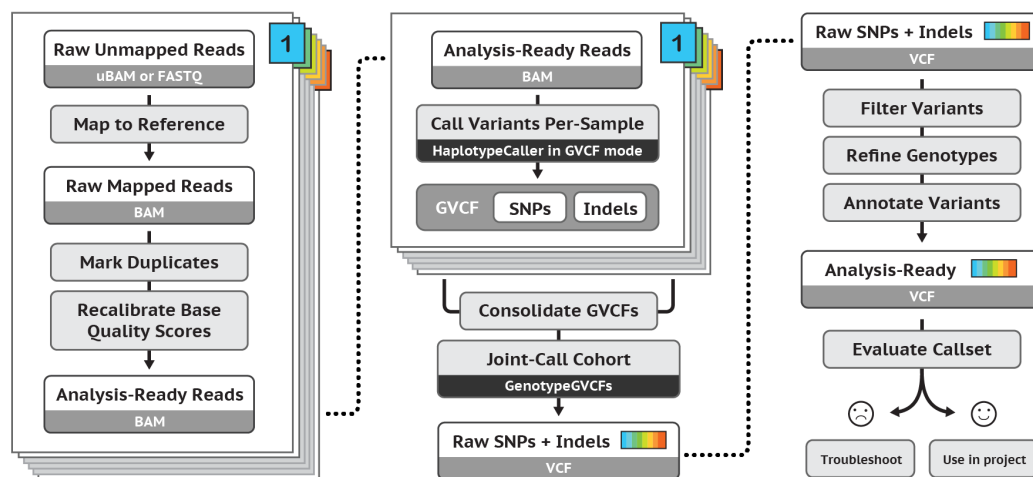 1
Raw Unmapped Reads
uBAM or FASTQ
Map to Reference
Raw Mapped Reads
BAM
Mark Duplicates
Recalibrate Base
Quality Scores
Analysis-Ready Reads
BAM
1
Analysis-Ready Reads
BAM
Call Variants Per-Sample
HaplotypeCaller in GVCF mode
GVCF SNPs Indels
Consolidate GVCFs
Joint-Call Cohort
GenotypeGVCFs
Raw SNPs + Indels
VCF
Raw SNPs + Indels
VCF
Filter Variants
Refine Genotypes
Annotate Variants
Analysis-Ready
VCF
Evaluate Callset
Troubleshoot
Use in project